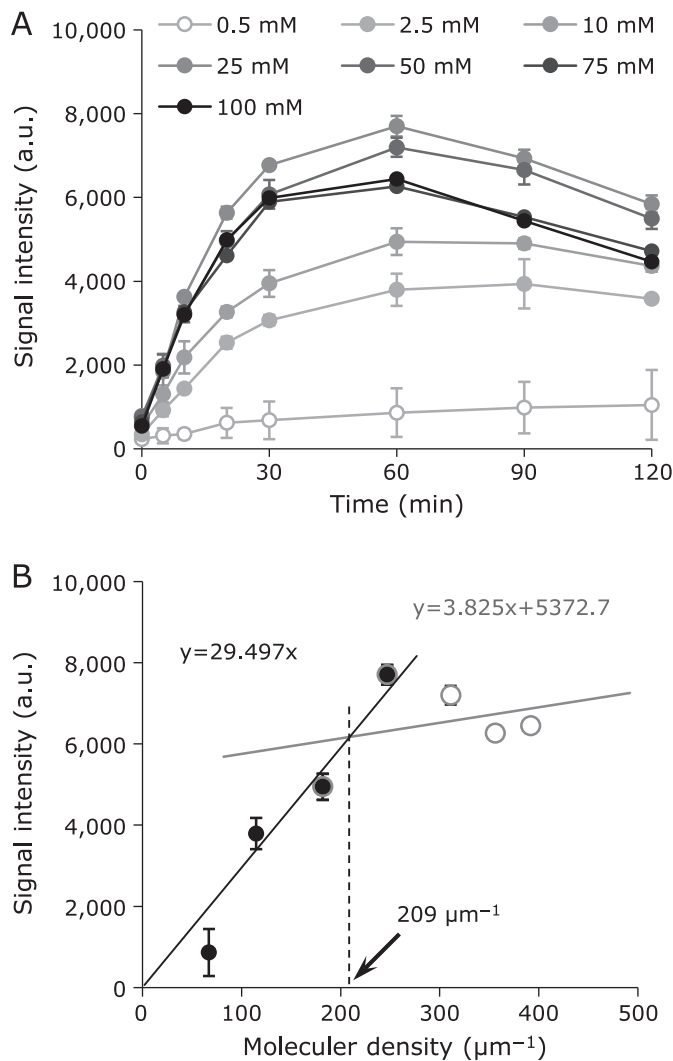 A
10,000
0.5 mM 2.5 mM 10 mM
25 mM 50 mM 75 mM
100 mM
8,000
6,000
4,000
2,000
0
Signal intensity (a.u.)
0 30 60 90 120
Time (min)
B
10,000
8,000
6,000
4,000
2,000
0
Signal intensity (a.u.)
y=3.825x+5372.7
y=29.497x
209 µm⁻¹
0 100 200 300 400 500
Moleculer density (µm⁻¹)